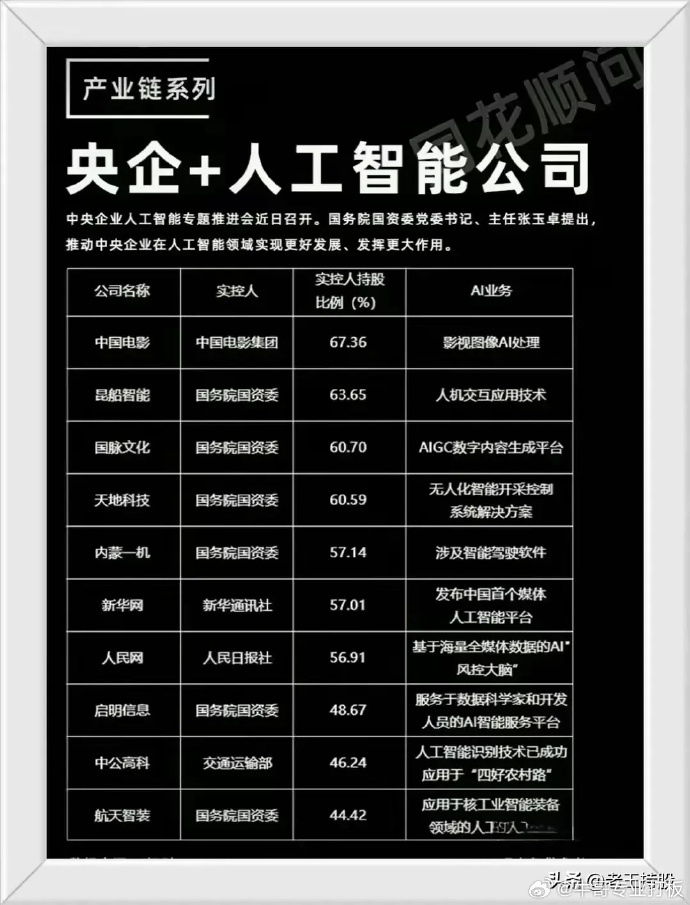 产业链系列
同花顺问
央企+人工智能公司
中央企业人工智能专题推进会近日召开。国务院国资委党委书记、主任张玉卓提出，
推动中央企业在人工智能领域实现更好发展、发挥更大作用。
公司名称 实控人 实控人持股比例（%） AI业务
中国电影 中国电影集团 67.36 影视图像AI处理
昆船智能 国务院国资委 63.65 人机交互应用技术
国脉文化 国务院国资委 60.70 AIGC数字内容生成平台
天地科技 国务院国资委 60.59 无人化智能开采控制系统解决方案
内蒙一机 国务院国资委 57.14 涉及智能驾驶软件
新华网 新华通讯社 57.01 发布中国首个媒体人工智能平台
人民网 人民日报社 56.91 基于海量全媒体数据的AI"风控大脑"
启明信息 国务院国资委 48.67 服务于数据科学家和开发人员的AI智能服务平台
中公高科 交通运输部 46.24 人工智能识别技术已成功应用于"四好农村路"
航天智装 国务院国资委 44.42 应用于核工业智能装备领域的人工
头条 @老王持股
@牛哥专业打板